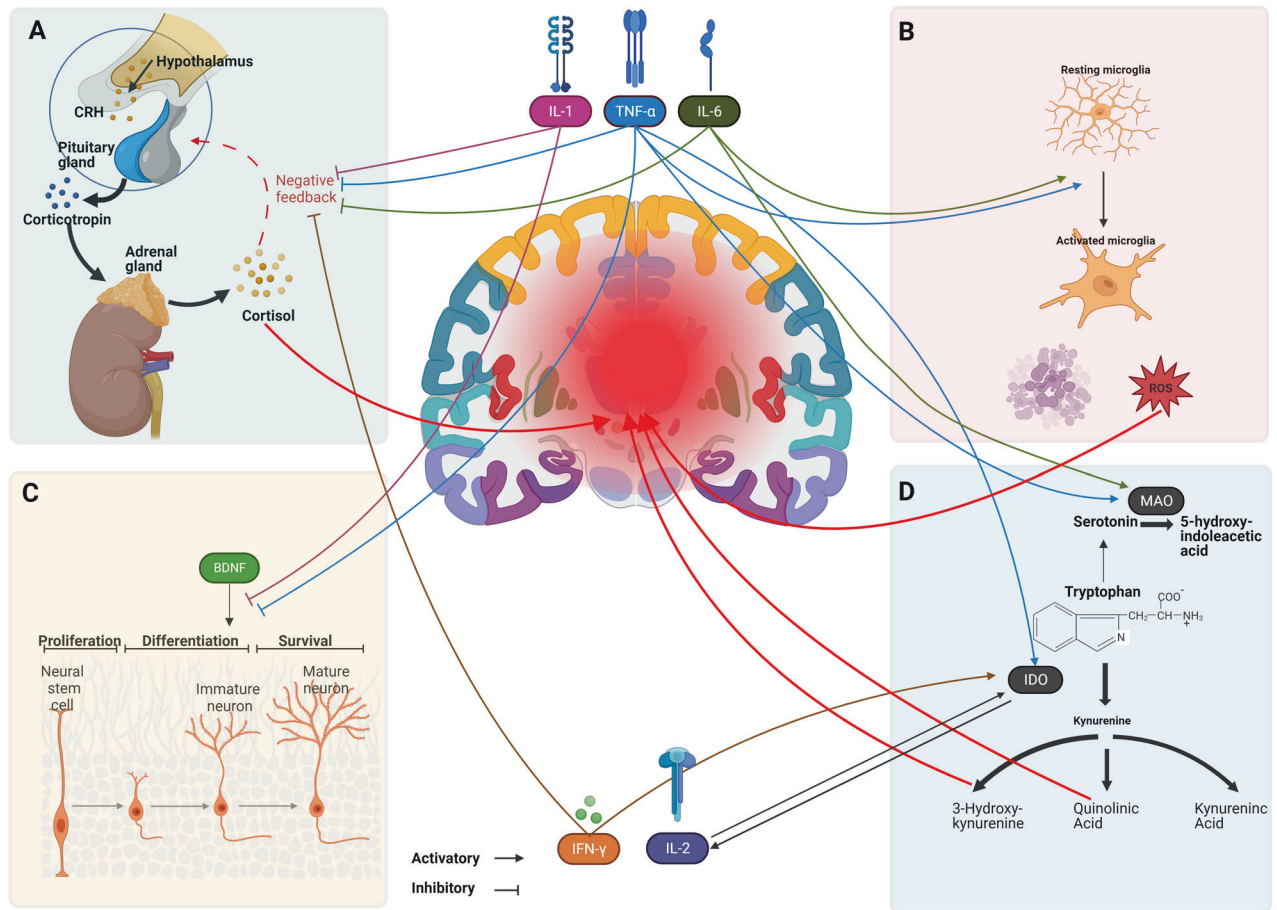 A
Hypothalamus
CRH
Pituitary
gland
Corticotropin
Adrenal
gland
Cortisol
Negative
feedback
IL-1
TNF-α
IL-6
B
Resting microglia
Activated microglia
ROS
C
BDNF
Proliferation
Differentiation
Survival
Neural
stem
cell
Immature
neuron
Mature
neuron
D
MAO
Serotonin
5-hydroxy-
indoleacetic
acid
Tryptophan
COO-
CH2-CH-NH3
+
N
IDO
Kynurenine
3-Hydroxy-
kynurenine
Quinolinic
Acid
Kynureninc
Acid
IFN-γ
IL-2
Activatory
Inhibitory